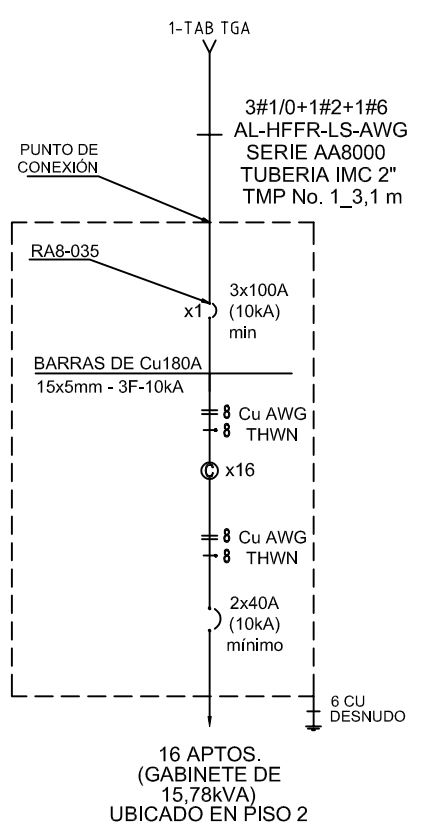 1-TAB TGA
3#1/0+1#2+1#6
AL-HFFR-LS-AWG
SERIE AA8000
TUBERIA IMC 2"
TMP No. 1_3,1 m
PUNTO DE
CONEXIÓN
RA8-035
3x100A
x1
(10kA)
min
BARRAS DE Cu180A
15x5mm - 3F-10kA
8 Cu AWG
8 THWN
C x16
8 Cu AWG
8 THWN
2x40A
(10kA)
mínimo
6 CU
DESNUDO
16 APTOS.
(GABINETE DE
15,78kVA)
UBICADO EN PISO 2